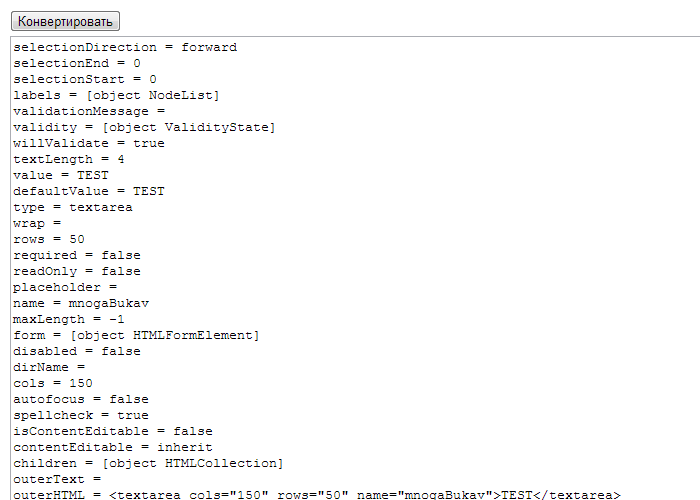 Конвертировать
selectionDirection = forward
selectionEnd = 0
selectionStart = 0
labels = [object NodeList]
validationMessage =
validity = [object ValidityState]
willValidate = true
textLength = 4
value = TEST
defaultValue = TEST
type = textarea
wrap =
rows = 50
required = false
readOnly = false
placeholder =
name = mnogaBukav
maxLength = -1
form = [object HTMLFormElement]
disabled = false
dirName =
cols = 150
autofocus = false
spellcheck = true
isContentEditable = false
contentEditable = inherit
children = [object HTMLCollection]
outerText =
outerHTML = <textarea cols="150" rows="50" name="mnogaBukav">TEST</textarea>